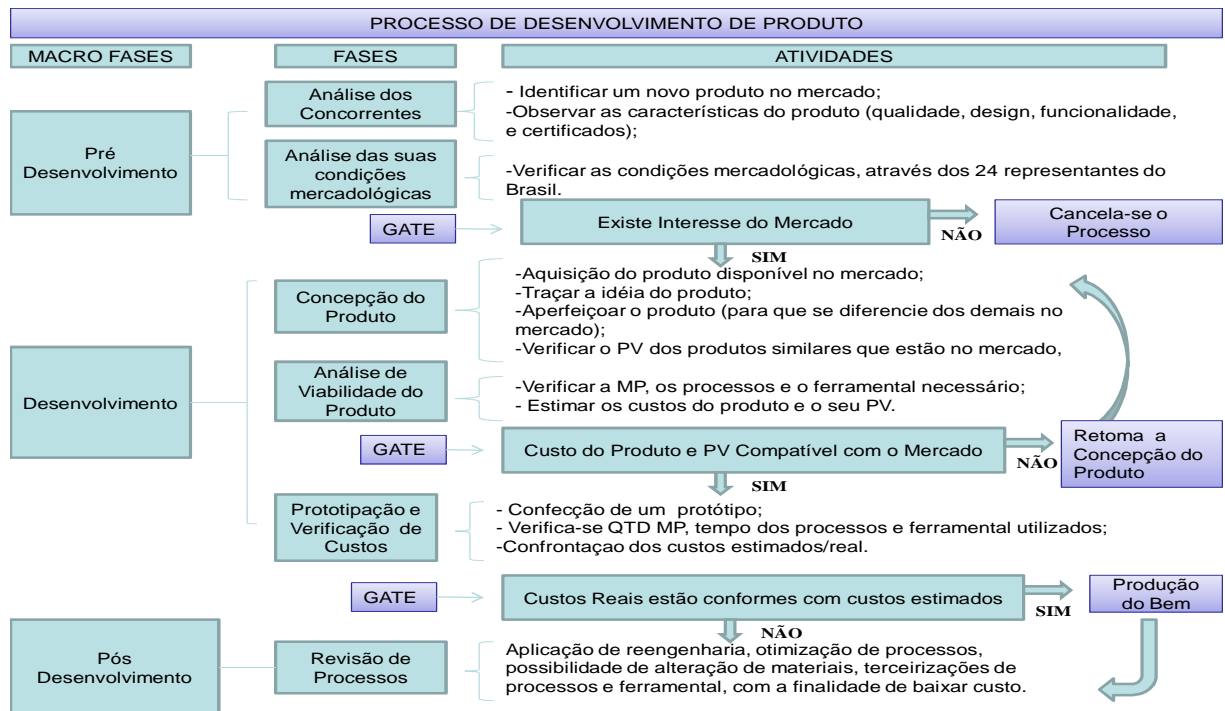 PROCESSO DE DESENVOLVIMENTO DE PRODUTO
MACRO FASES
FASES
ATIVIDADES
Pré
Desenvolvimento
Análise dos
Concorrentes
- Identificar um novo produto no mercado;
-Observar as características do produto (qualidade, design, funcionalidade,
e certificados);
Análise das suas
condições
mercadológicas
-Verificar as condições mercadológicas, através dos 24 representantes do
Brasil.
GATE
Existe Interesse do Mercado
NÃO
Cancela-se o
Processo
SIM
Desenvolvimento
Concepção do
Produto
-Aquisição do produto disponível no mercado;
-Traçar a idéia do produto;
-Aperfeiçoar o produto (para que se diferencie dos demais no
mercado);
-Verificar o PV dos produtos similares que estão no mercado,
Análise de
Viabilidade do
Produto
-Verificar a MP, os processos e o ferramental necessário;
- Estimar os custos do produto e o seu PV.
GATE
Custo do Produto e PV Compatível com o Mercado
NÃO
Retoma a
Concepção do
Produto
SIM
Prototipação e
Verificação de
Custos
- Confecção de um protótipo;
- Verifica-se QTD MP, tempo dos processos e ferramental utilizados;
-Confrontaçao dos custos estimados/real.
GATE
Custos Reais estão conformes com custos estimados
SIM
Produção
do Bem
NÃO
Pós
Desenvolvimento
Revisão de
Processos
Aplicação de reengenharia, otimização de processos,
possibilidade de alteração de materiais, terceirizações de
processos e ferramental, com a finalidade de baixar custo.